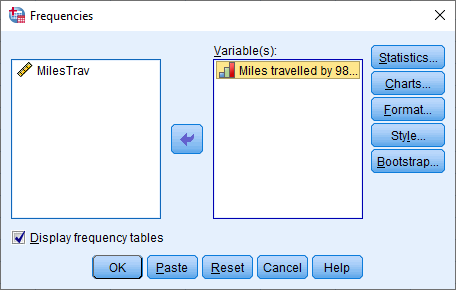 Frequencies
Variable(s):
MilesTrav
Miles travelled by 98...
Statistics...
Charts...
Format...
Style...
Bootstrap...
Display frequency tables
OK Paste Reset Cancel Help